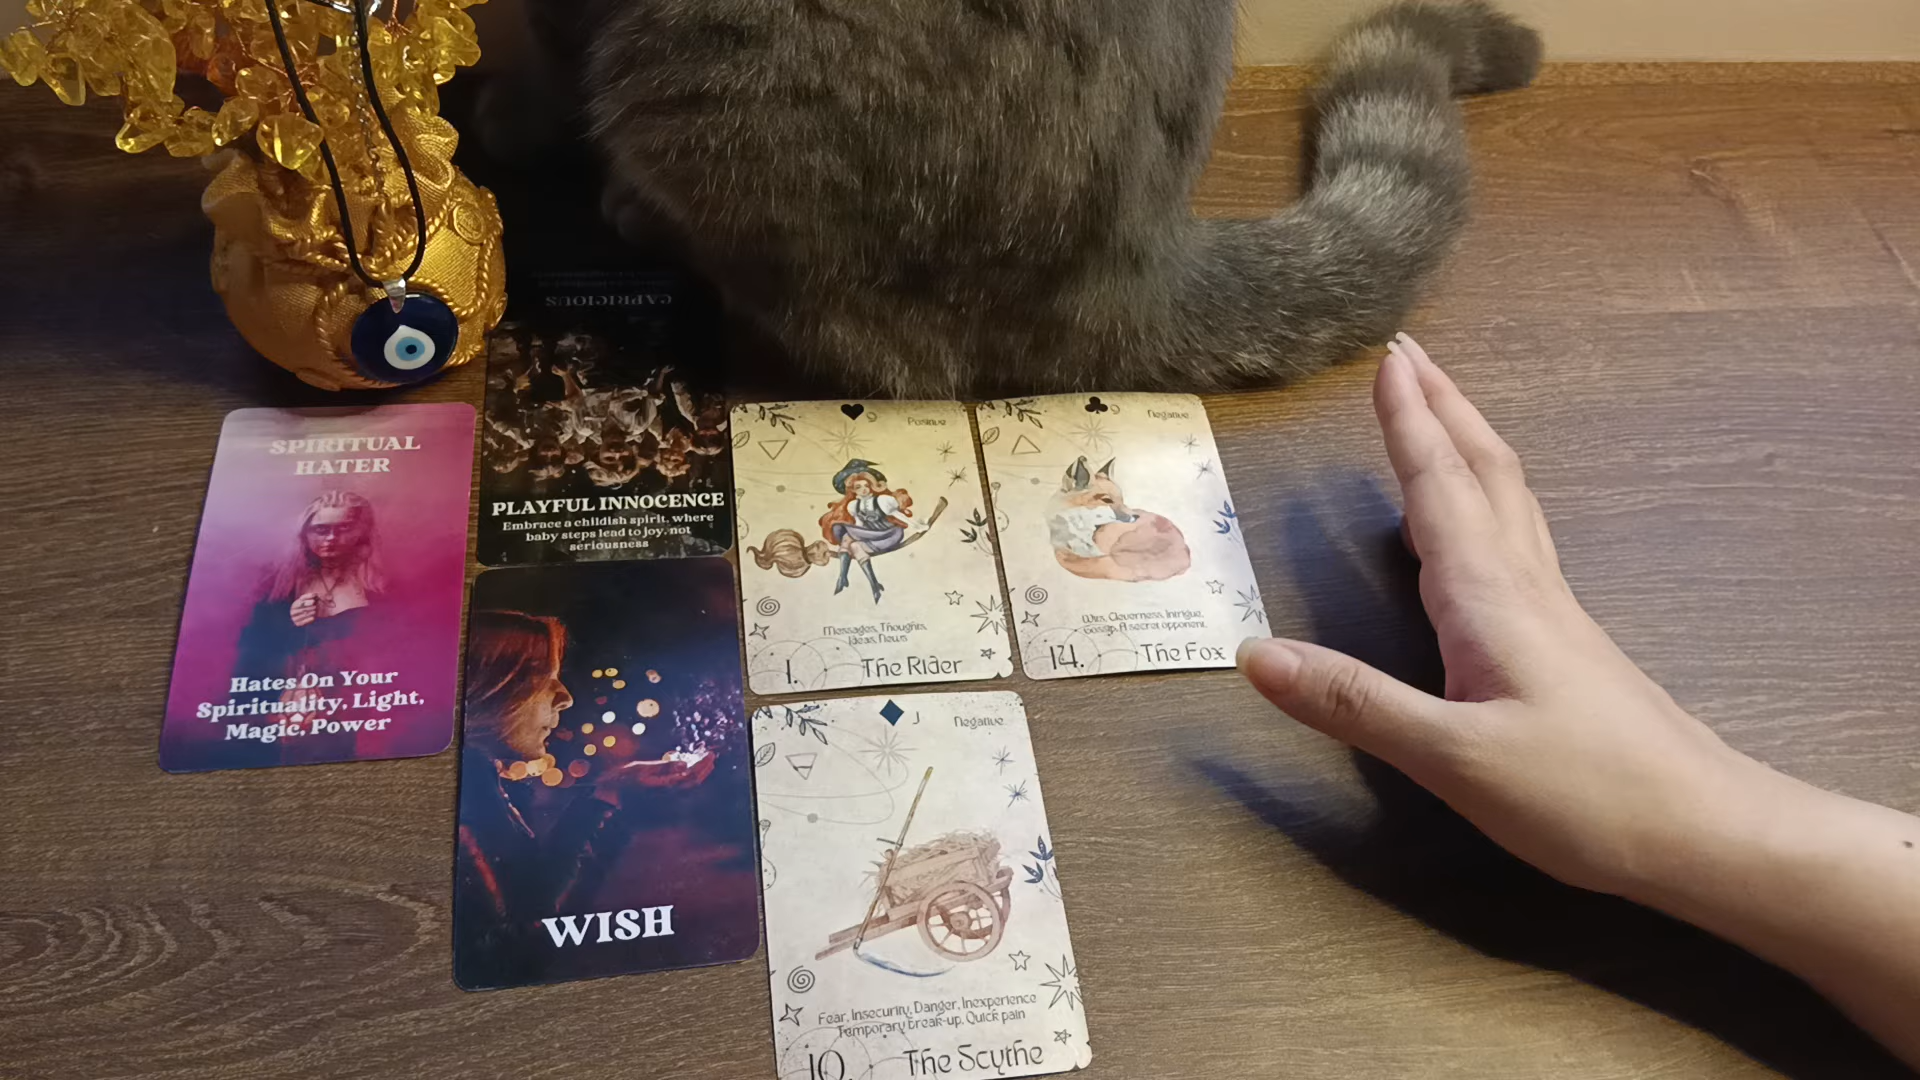 SPIRITUAL
HATER
Hates On Your
Spirituality, Light,
Magic, Power
CAPRICIOUS
PLAYFUL INNOCENCE
Embrace a childish spirit, where
baby steps lead to joy, not
seriousness
WISH
9 Positive
Messages, Thoughts,
Ideas, News
1. The Rider
9 Negative
Wits, Cleverness, Intrigue,
Gossip, A secret opponent
14. The Fox
J Negative
Fear, Insecurity, Danger, Inexperience
Temporary break-up, Quick pain
10. The Scythe